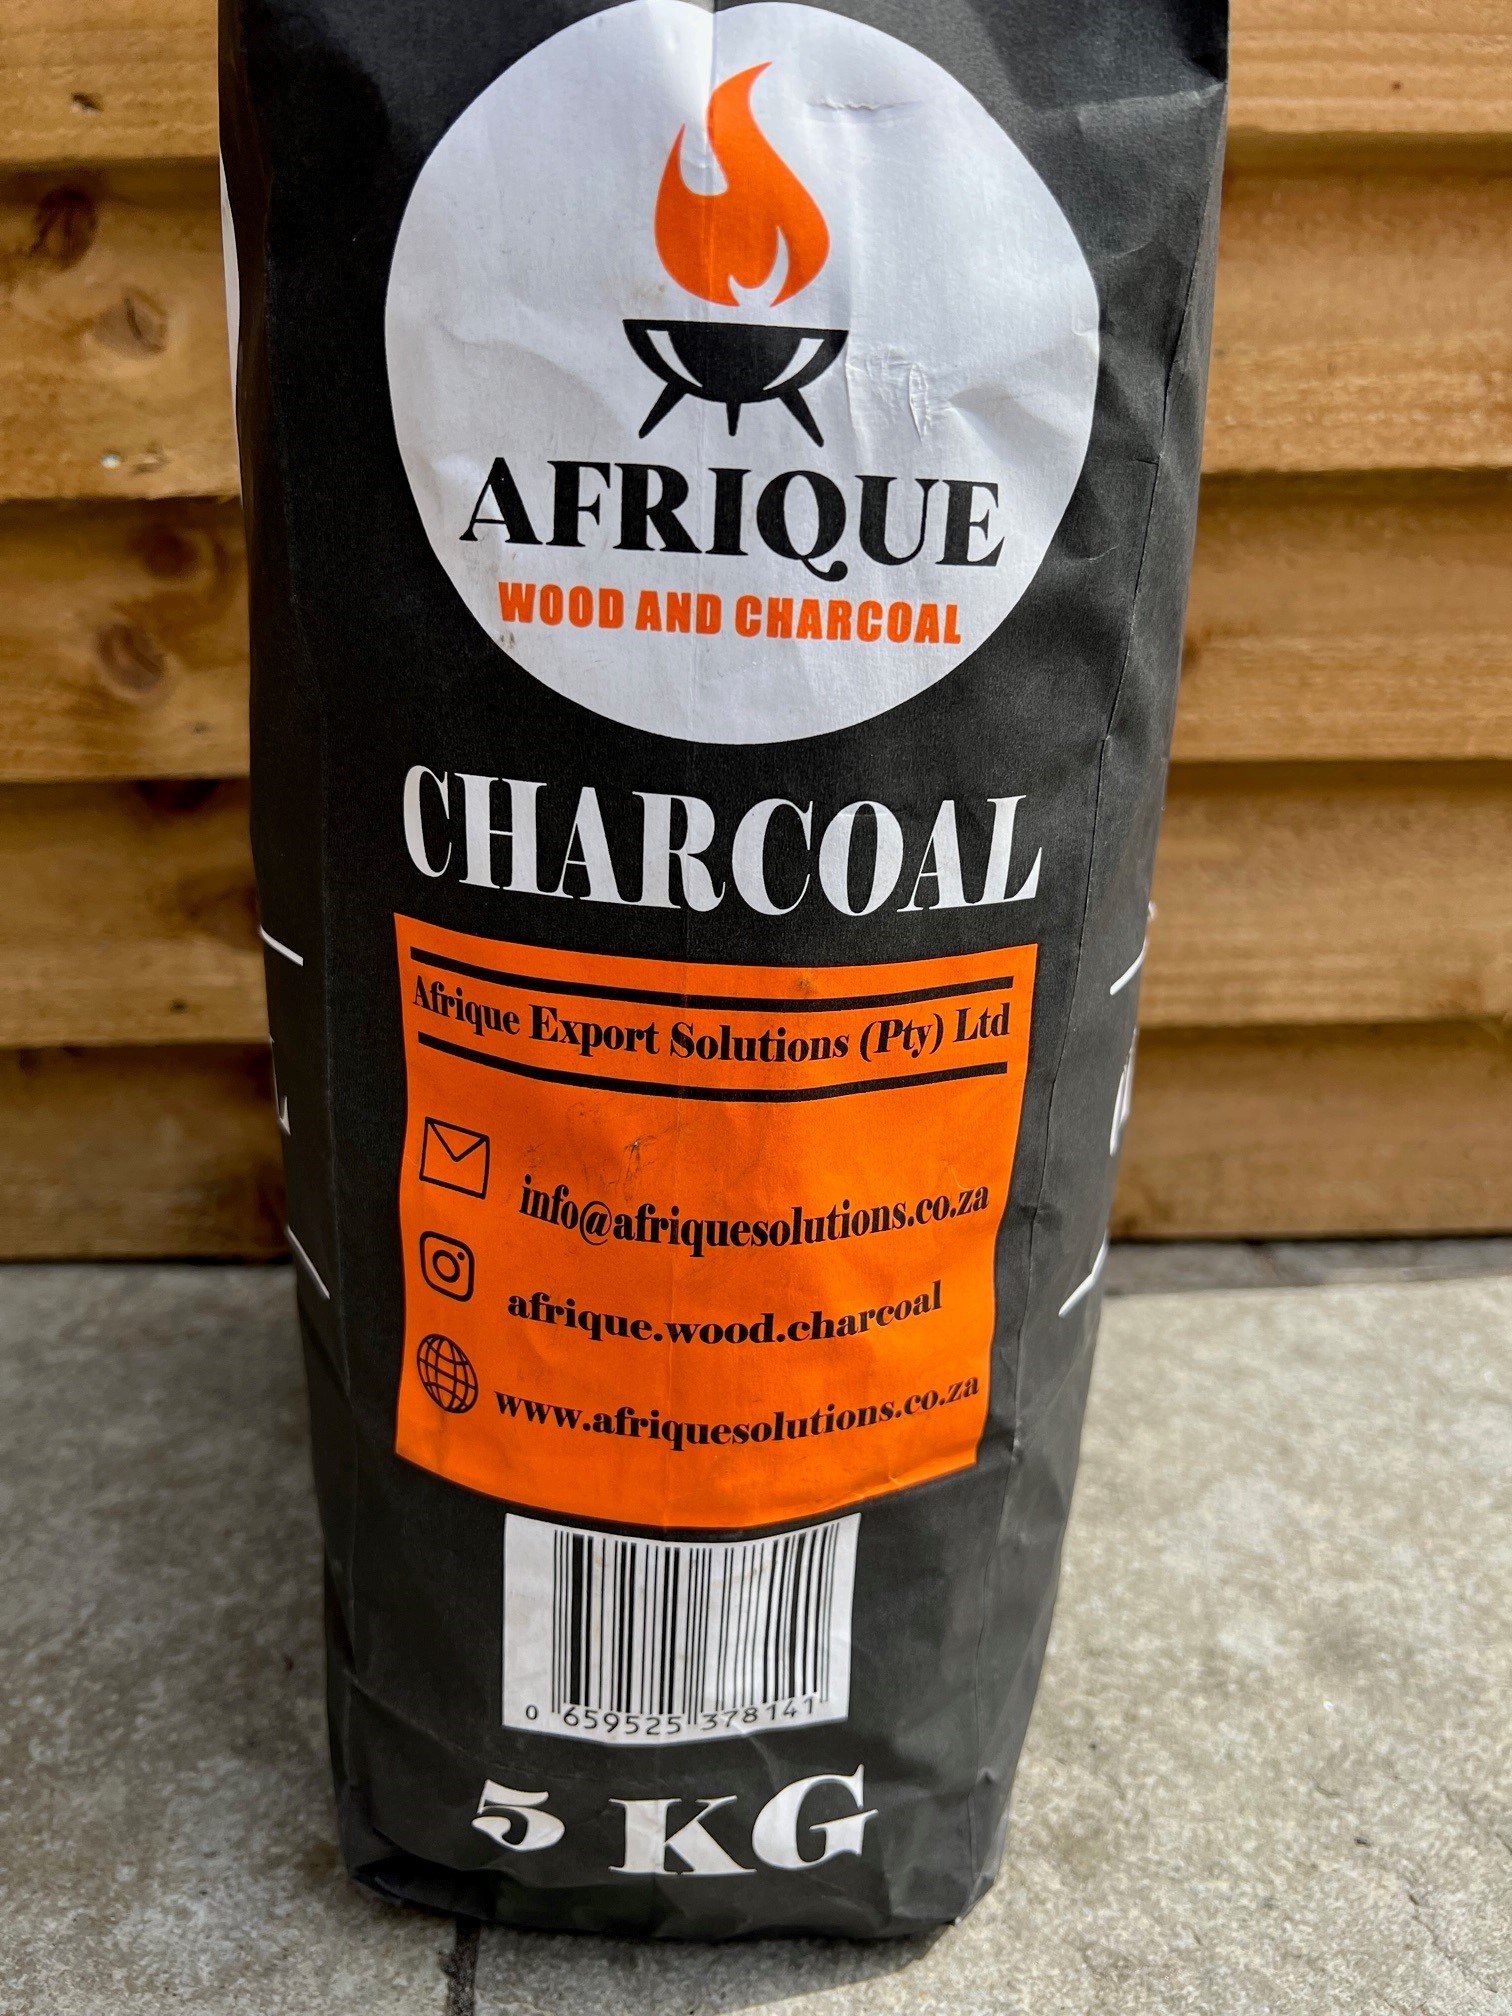 AFRIQUE
WOOD AND CHARCOAL
CHARCOAL
Afrique Export Solutions (Pty) Ltd
info@afriquesolutions.co.za
afrique.wood.charcoal
www.afriquesolutions.co.za
0 659525 378141
5 KG